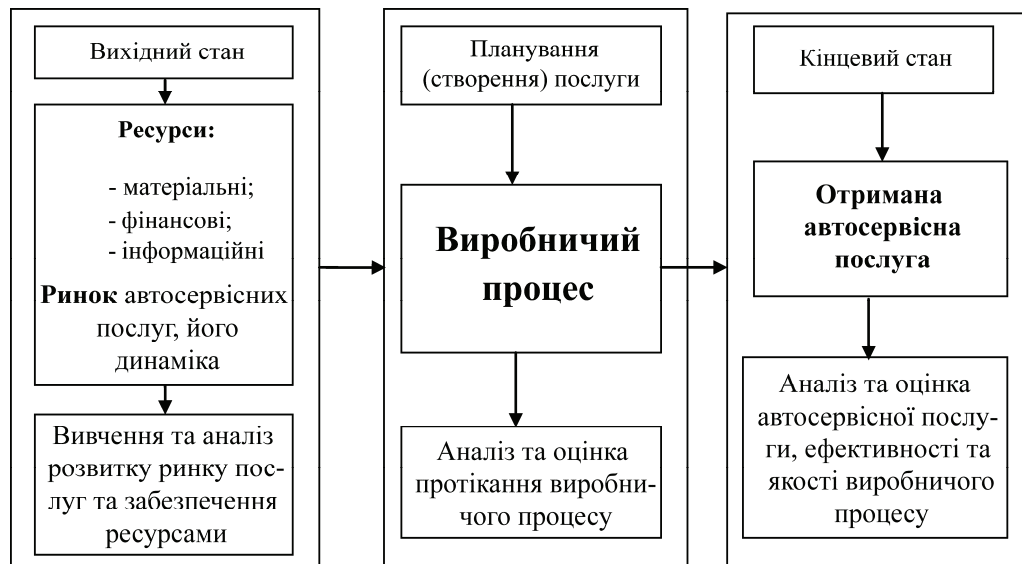 Вихідний стан
Ресурси:
- матеріальні;
- фінансові;
- інформаційні
Ринок автосервісних
послуг, його
динаміка
Вивчення та аналіз
розвитку ринку пос-
луг та забезпечення
ресурсами
Планування
(створення) послуги
Виробничий
процес
Аналіз та оцінка
протікання виробни-
чого процесу
Кінцевий стан
Отримана
автосервісна
послуга
Аналіз та оцінка
автосервісної послу-
ги, ефективності та
якості виробничого
процесу